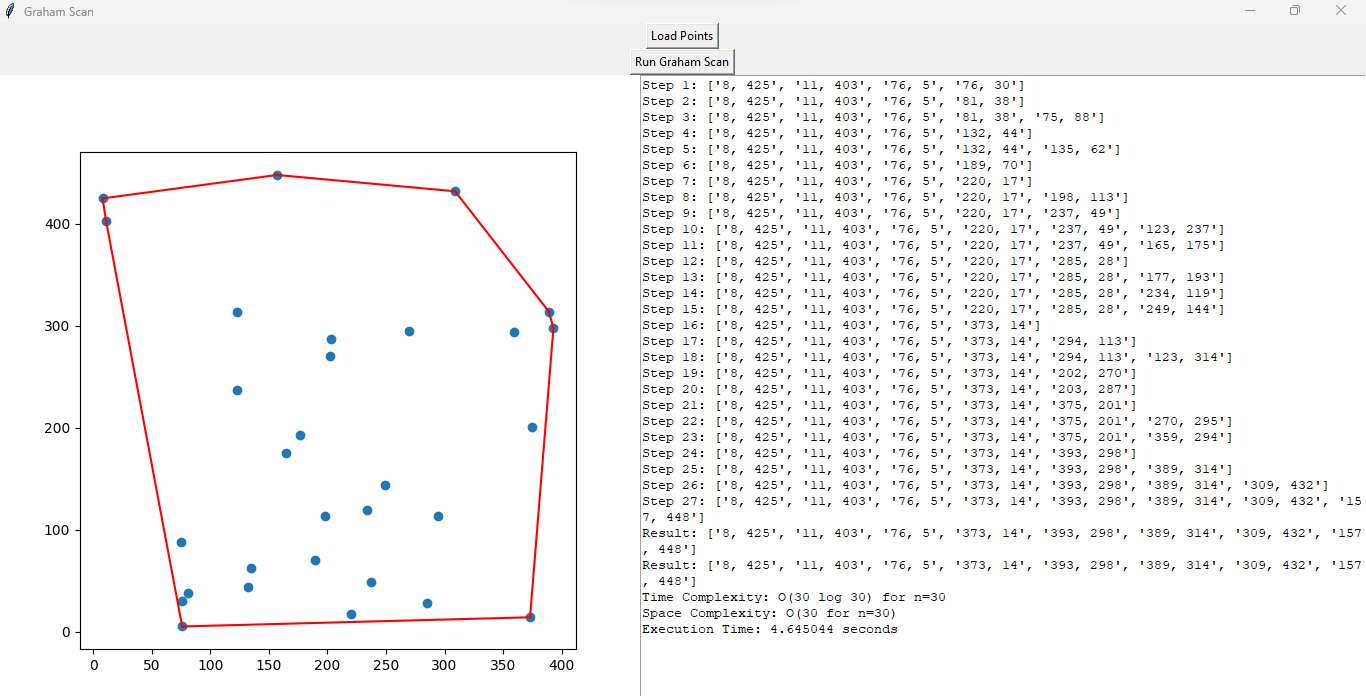 Graham Scan
Load Points
Run Graham Scan
400
300
200
100
0
0 50 100 150 200 250 300 350 400
Step 1: ['8, 425', '11, 403', '76, 5', '76, 30']
Step 2: ['8, 425', '11, 403', '76, 5', '81, 38']
Step 3: ['8, 425', '11, 403', '76, 5', '81, 38', '75, 88']
Step 4: ['8, 425', '11, 403', '76, 5', '132, 44']
Step 5: ['8, 425', '11, 403', '76, 5', '132, 44', '135, 62']
Step 6: ['8, 425', '11, 403', '76, 5', '189, 70']
Step 7: ['8, 425', '11, 403', '76, 5', '220, 17']
Step 8: ['8, 425', '11, 403', '76, 5', '220, 17', '198, 113']
Step 9: ['8, 425', '11, 403', '76, 5', '220, 17', '237, 49']
Step 10: ['8, 425', '11, 403', '76, 5', '220, 17', '237, 49', '123, 237']
Step 11: ['8, 425', '11, 403', '76, 5', '220, 17', '237, 49', '165, 175']
Step 12: ['8, 425', '11, 403', '76, 5', '220, 17', '285, 28']
Step 13: ['8, 425', '11, 403', '76, 5', '220, 17', '285, 28', '177, 193']
Step 14: ['8, 425', '11, 403', '76, 5', '220, 17', '285, 28', '234, 119']
Step 15: ['8, 425', '11, 403', '76, 5', '220, 17', '285, 28', '249, 144']
Step 16: ['8, 425', '11, 403', '76, 5', '373, 14']
Step 17: ['8, 425', '11, 403', '76, 5', '373, 14', '294, 113']
Step 18: ['8, 425', '11, 403', '76, 5', '373, 14', '294, 113', '123, 314']
Step 19: ['8, 425', '11, 403', '76, 5', '373, 14', '202, 270']
Step 20: ['8, 425', '11, 403', '76, 5', '373, 14', '203, 287']
Step 21: ['8, 425', '11, 403', '76, 5', '373, 14', '375, 201']
Step 22: ['8, 425', '11, 403', '76, 5', '373, 14', '375, 201', '270, 295']
Step 23: ['8, 425', '11, 403', '76, 5', '373, 14', '375, 201', '359, 294']
Step 24: ['8, 425', '11, 403', '76, 5', '373, 14', '393, 298']
Step 25: ['8, 425', '11, 403', '76, 5', '373, 14', '393, 298', '389, 314']
Step 26: ['8, 425', '11, 403', '76, 5', '373, 14', '393, 298', '389, 314', '309, 432']
Step 27: ['8, 425', '11, 403', '76, 5', '373, 14', '393, 298', '389, 314', '309, 432', '15
7, 448']
Result: ['8, 425', '11, 403', '76, 5', '373, 14', '393, 298', '389, 314', '309, 432', '157
, 448']
Result: ['8, 425', '11, 403', '76, 5', '373, 14', '393, 298', '389, 314', '309, 432', '157
, 448']
Time Complexity: O(30 log 30) for n=30
Space Complexity: O(30 for n=30)
Execution Time: 4.645044 seconds